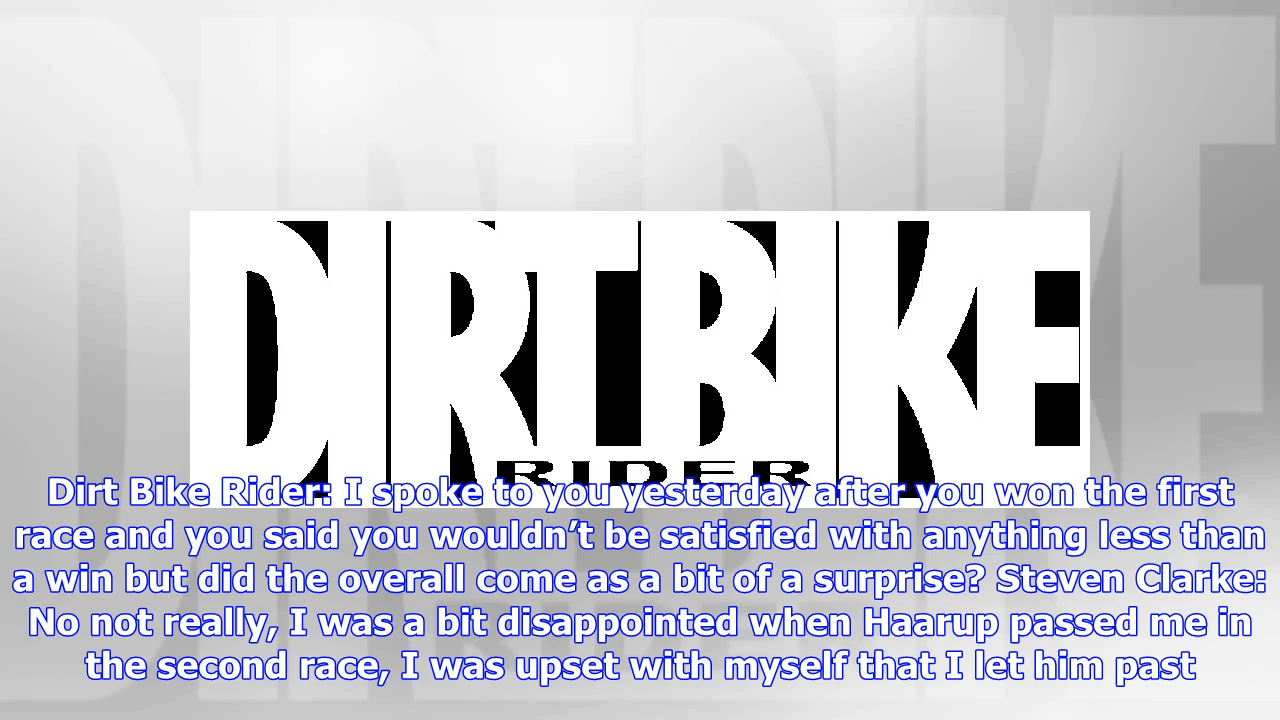 DIRT BIKE
RIDER
Dirt Bike Rider: I spoke to you yesterday after you won the first
race and you said you wouldn’t be satisfied with anything less than
a win but did the overall come as a bit of a surprise? Steven Clarke:
No not really, I was a bit disappointed when Haarup passed me in
the second race, I was upset with myself that I let him past